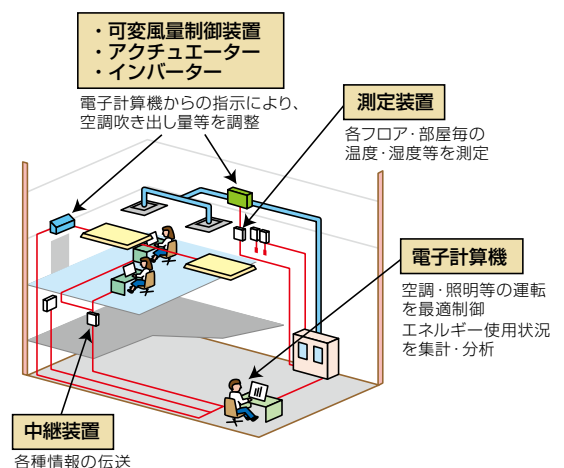 ・可変風量制御装置
・アクチュエーター
・インバーター
電子計算機からの指示により、
空調吹き出し量等を調整
測定装置
各フロア・部屋毎の
温度・湿度等を測定
電子計算機
空調・照明等の運転
を最適制御
エネルギー使用状況
を集計・分析
中継装置
各種情報の伝送